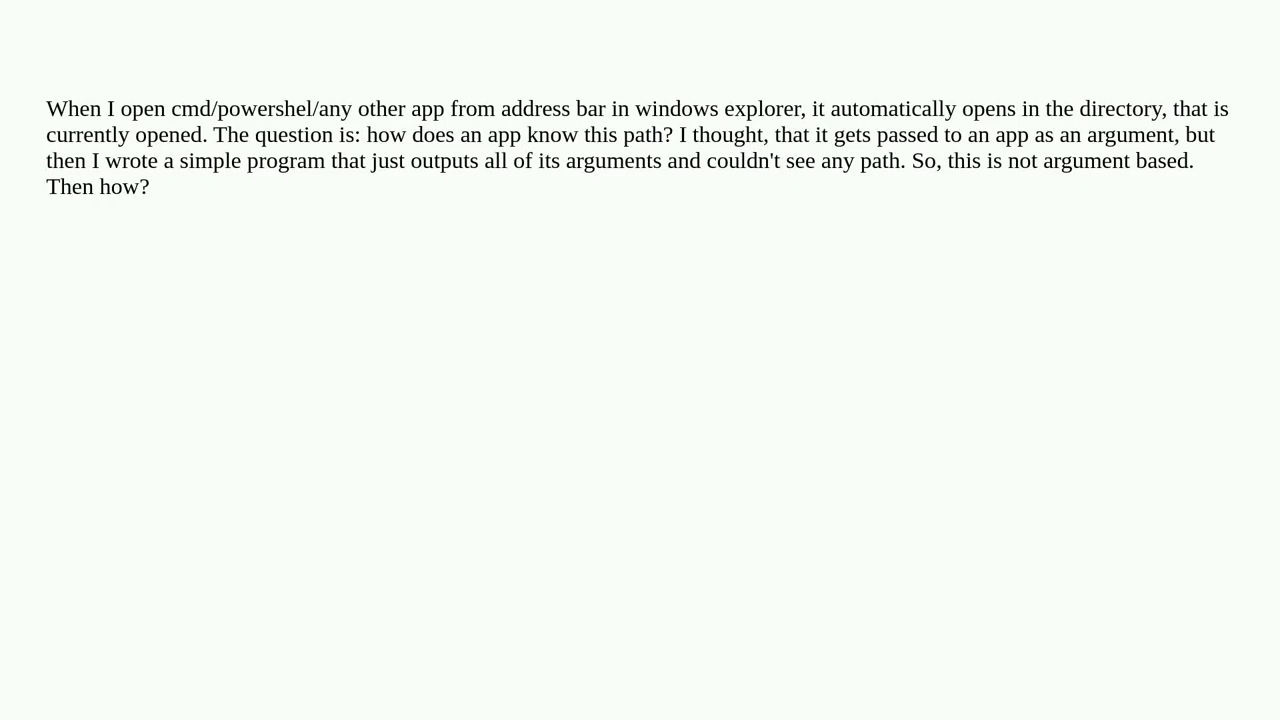 When I open cmd/powershel/any other app from address bar in windows explorer, it automatically opens in the directory, that is
currently opened. The question is: how does an app know this path? I thought, that it gets passed to an app as an argument, but
then I wrote a simple program that just outputs all of its arguments and couldn't see any path. So, this is not argument based.
Then how?